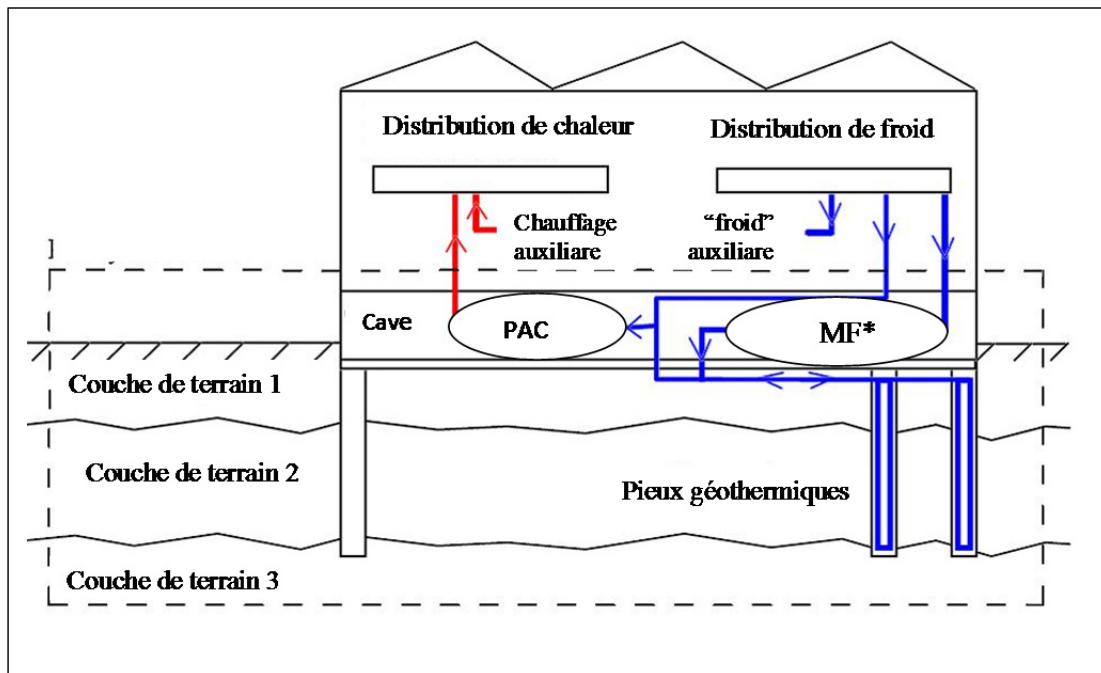 Distribution de chaleur
Distribution de froid
Chauffage
auxiliare
“froid”
auxiliare
Cave
PAC
MF*
Couche de terrain 1
Couche de terrain 2
Pieux géothermiques
Couche de terrain 3